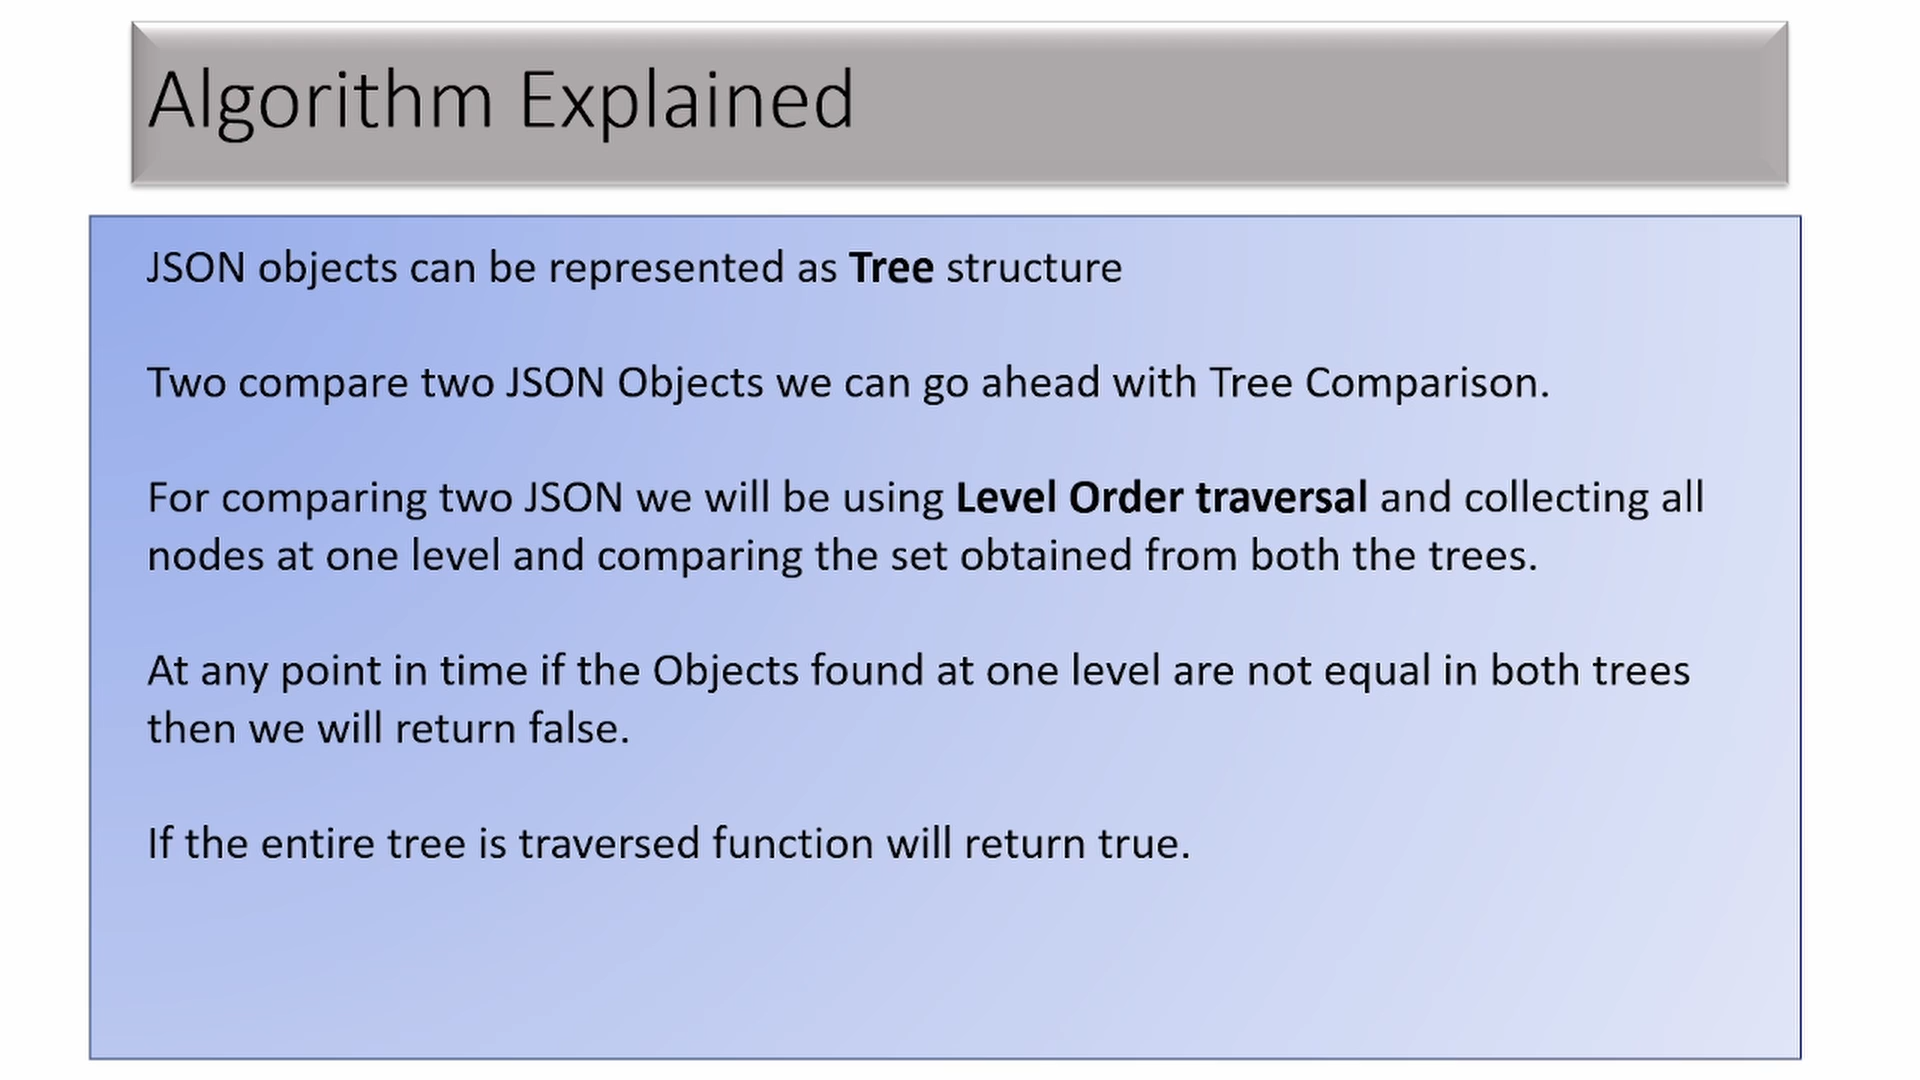 Algorithm Explained
JSON objects can be represented as Tree structure
Two compare two JSON Objects we can go ahead with Tree Comparison.
For comparing two JSON we will be using Level Order traversal and collecting all
nodes at one level and comparing the set obtained from both the trees.
At any point in time if the Objects found at one level are not equal in both trees
then we will return false.
If the entire tree is traversed function will return true.